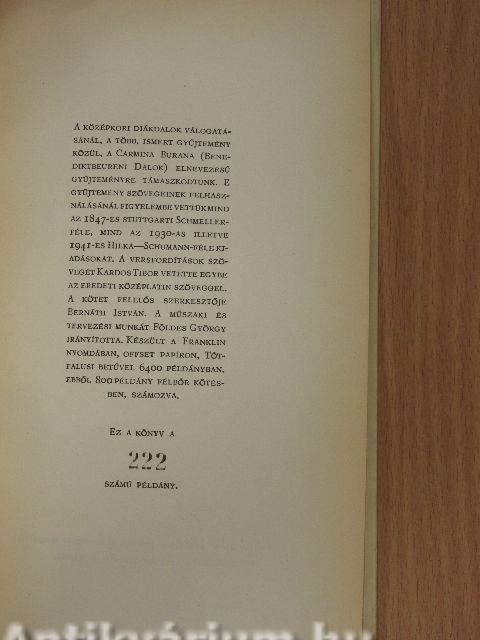 A középkori diákdalok válogatá-
sánál, a több, ismert gyűjtemény
közül, a Carmina Burana (Bene-
diktbeureni Dalok) elnevezésű
gyűjteményre támaszkodtunk. E
gyűjtemény szövegeinek felhasz-
nálásánál figyelembe vettük mind
az 1847-es stuttgarti Schmeller-
féle, mind az 1930-as illetve
1941-es Hilka—Schumann-féle ki-
adásokat. A versfordítások szö-
vegét Kardos Tibor vetette egybe
az eredeti középlatin szöveggel.
A kötet felelős szerkesztője
Bernáth István. A műszaki és
tervezési munkát Földes György
irányította. Készült a Franklin
nyomdában, offset papiron, Tót-
falusi betűvel 6400 példányban,
ebből 800 példány félbőr kötés-
ben, számozva.
Ez a könyv a
222
számú példány.
Antikvárium.hu